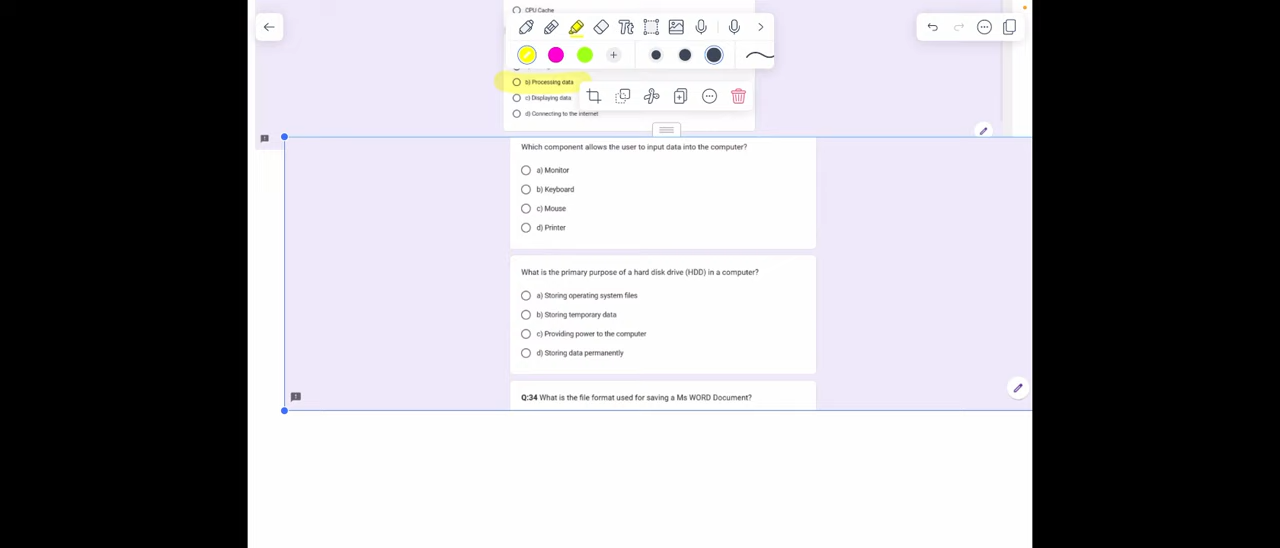 CPU Cache
b) Processing data
c) Displaying data
d) Connecting to the internet
Which component allows the user to input data into the computer?
a) Monitor
b) Keyboard
c) Mouse
d) Printer
What is the primary purpose of a hard disk drive (HDD) in a computer?
a) Storing operating system files
b) Storing temporary data
c) Providing power to the computer
d) Storing data permanently
Q:34 What is the file format used for saving a Ms WORD Document?